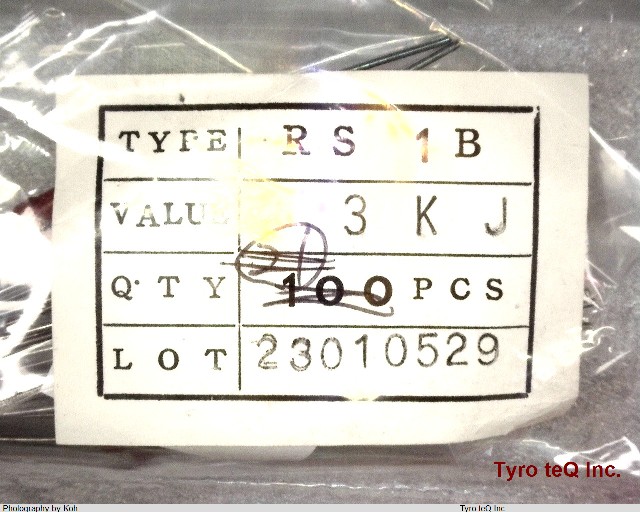 TYPE RS 1B
VALUE 3 K J
Q'TY 100 PCS
LOT 23010529
Tyro teQ Inc.
Photography by Koh Tyro teQ Inc